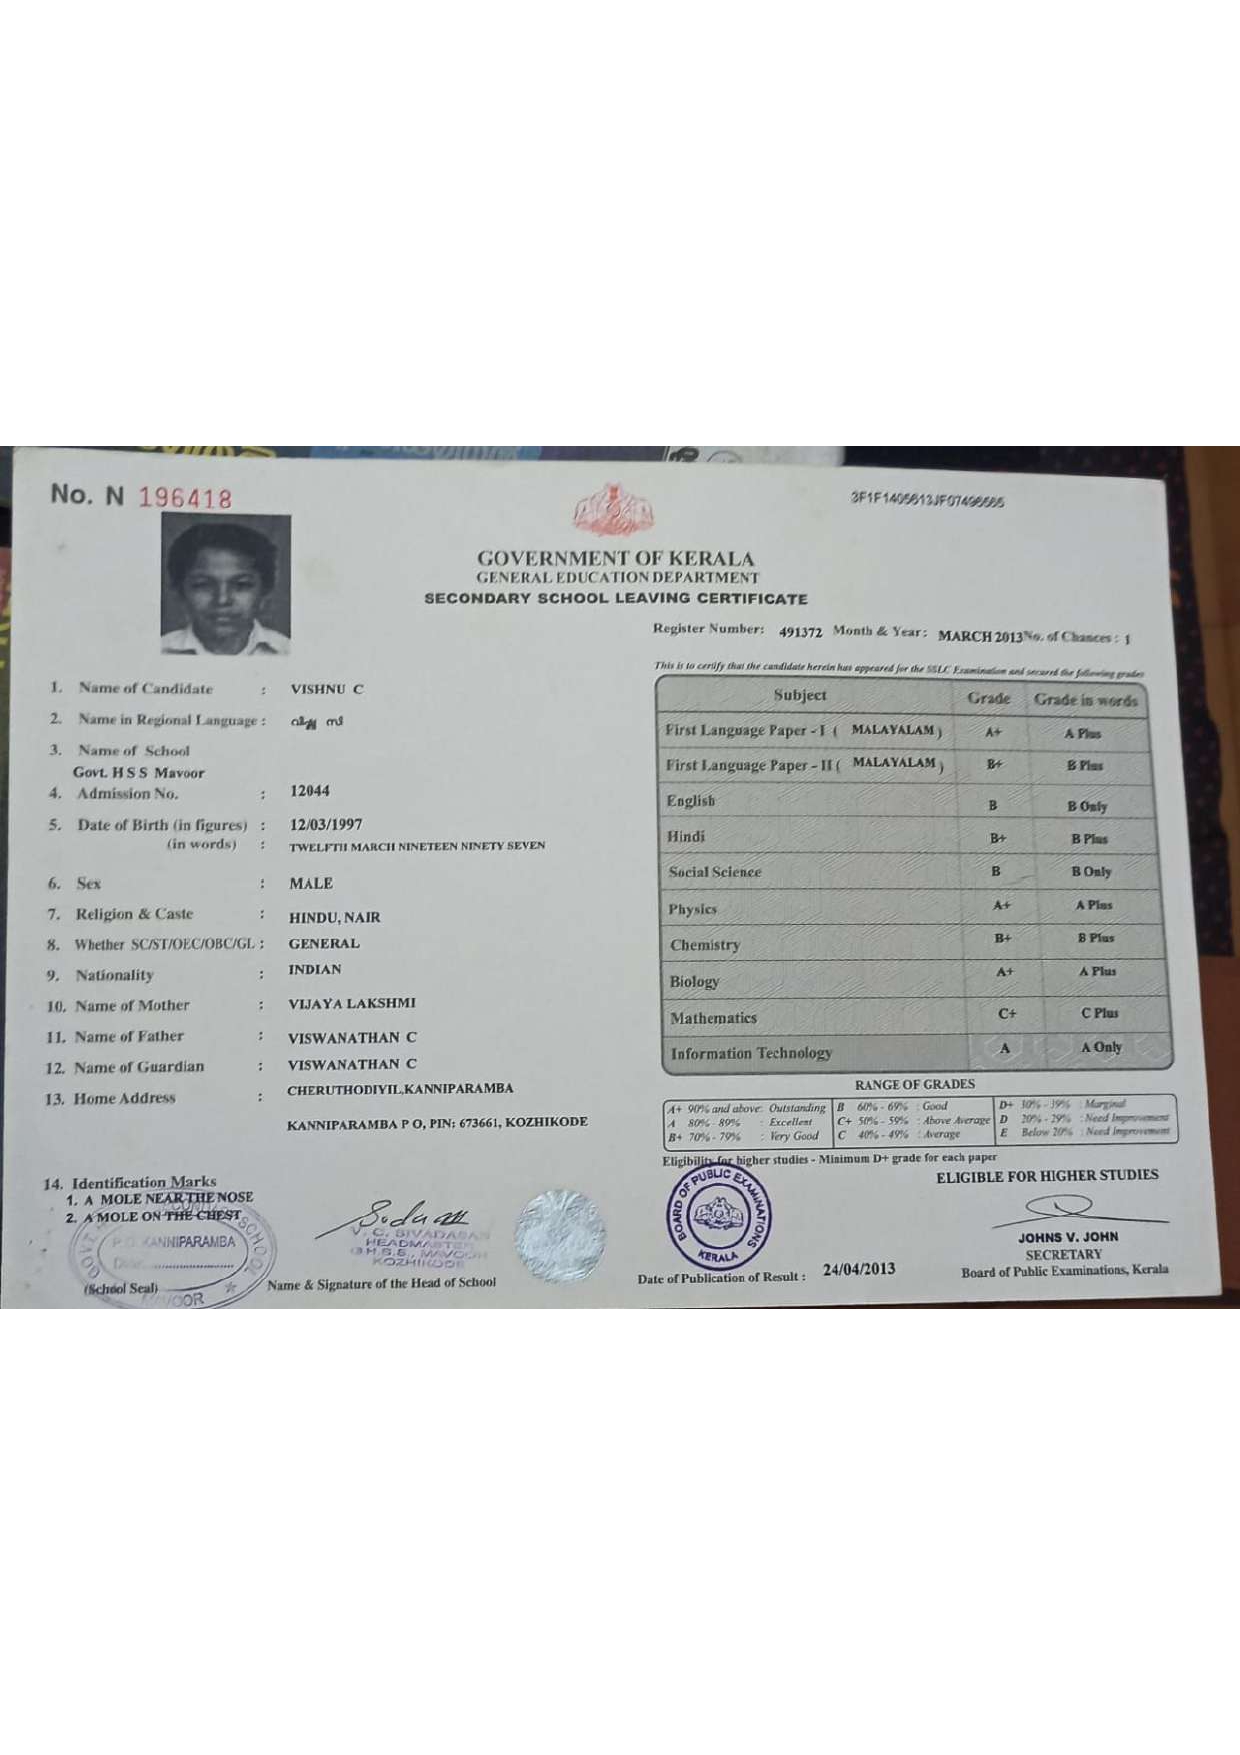 No. N 196418
GOVERNMENT OF KERALA
GENERAL EDUCATION DEPARTMENT
SECONDARY SCHOOL LEAVING CERTIFICATE
1. Name of Candidate : VISHNU C
2. Name in Regional Language : വിഷ്ണു സി
3. Name of School
Govt. H S S Mavoor
4. Admission No. : 12044
5. Date of Birth (in figures) : 12/03/1997
(in words) : TWELFTH MARCH NINETEEN NINETY SEVEN
6. Sex : MALE
7. Religion & Caste : HINDU, NAIR
8. Whether SC/ST/OEC/OBC/GL : GENERAL
9. Nationality : INDIAN
10. Name of Mother : VIJAYA LAKSHMI
11. Name of Father : VISWANATHAN C
12. Name of Guardian : VISWANATHAN C
13. Home Address : CHERUTHODIYIL,KANNIPARAMBA
KANNIPARAMBA P O, PIN: 673661, KOZHIKODE
14. Identification Marks
1. A MOLE NEAR THE NOSE
2. A MOLE ON THE CHEST
P.O. KANNIPARAMBA
MAVOOR
(School Seal)
V. C. SIVADASAN
HEADMASTER
G.H.S.S., MAVOOR
KOZHIKODE
Name & Signature of the Head of School
Register Number: 491372 Month & Year: MARCH 2013 No. of Chances : 1
This is to certify that the candidate herein has appeared for the SSLC Examination and secured the following grades
Subject Grade Grade in words
First Language Paper - I ( MALAYALAM ) A+ A Plus
First Language Paper - II ( MALAYALAM ) B+ B Plus
English B B Only
Hindi B+ B Plus
Social Science B B Only
Physics A+ A Plus
Chemistry B+ B Plus
Biology A+ A Plus
Mathematics C+ C Plus
Information Technology A A Only
RANGE OF GRADES
A+ 90% and above: Outstanding B 60% - 69% : Good D+ 30% - 39% : Marginal
A 80% - 89% : Excellent C+ 50% - 59% : Above Average D 20% - 29% : Need Improvement
B+ 70% - 79% : Very Good C 40% - 49% : Average E Below 20% : Need Improvement
Eligibility for higher studies - Minimum D+ grade for each paper
ELIGIBLE FOR HIGHER STUDIES
BOARD OF PUBLIC EXAMINATIONS
KERALA
JOHNS V. JOHN
SECRETARY
Board of Public Examinations, Kerala
Date of Publication of Result : 24/04/2013